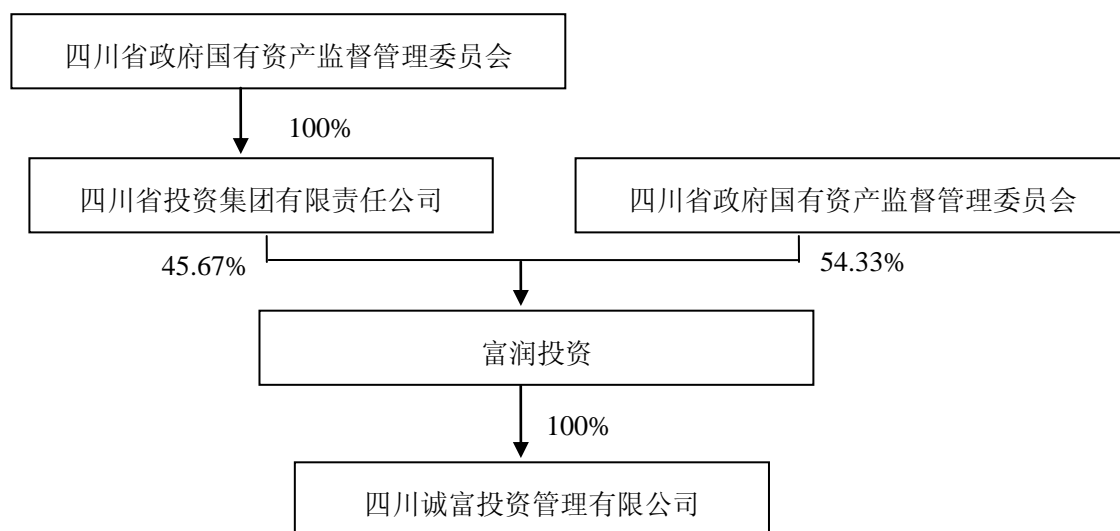 四川省政府国有资产监督管理委员会
100%
四川省投资集团有限责任公司
四川省政府国有资产监督管理委员会
45.67%
54.33%
富润投资
100%
四川诚富投资管理有限公司